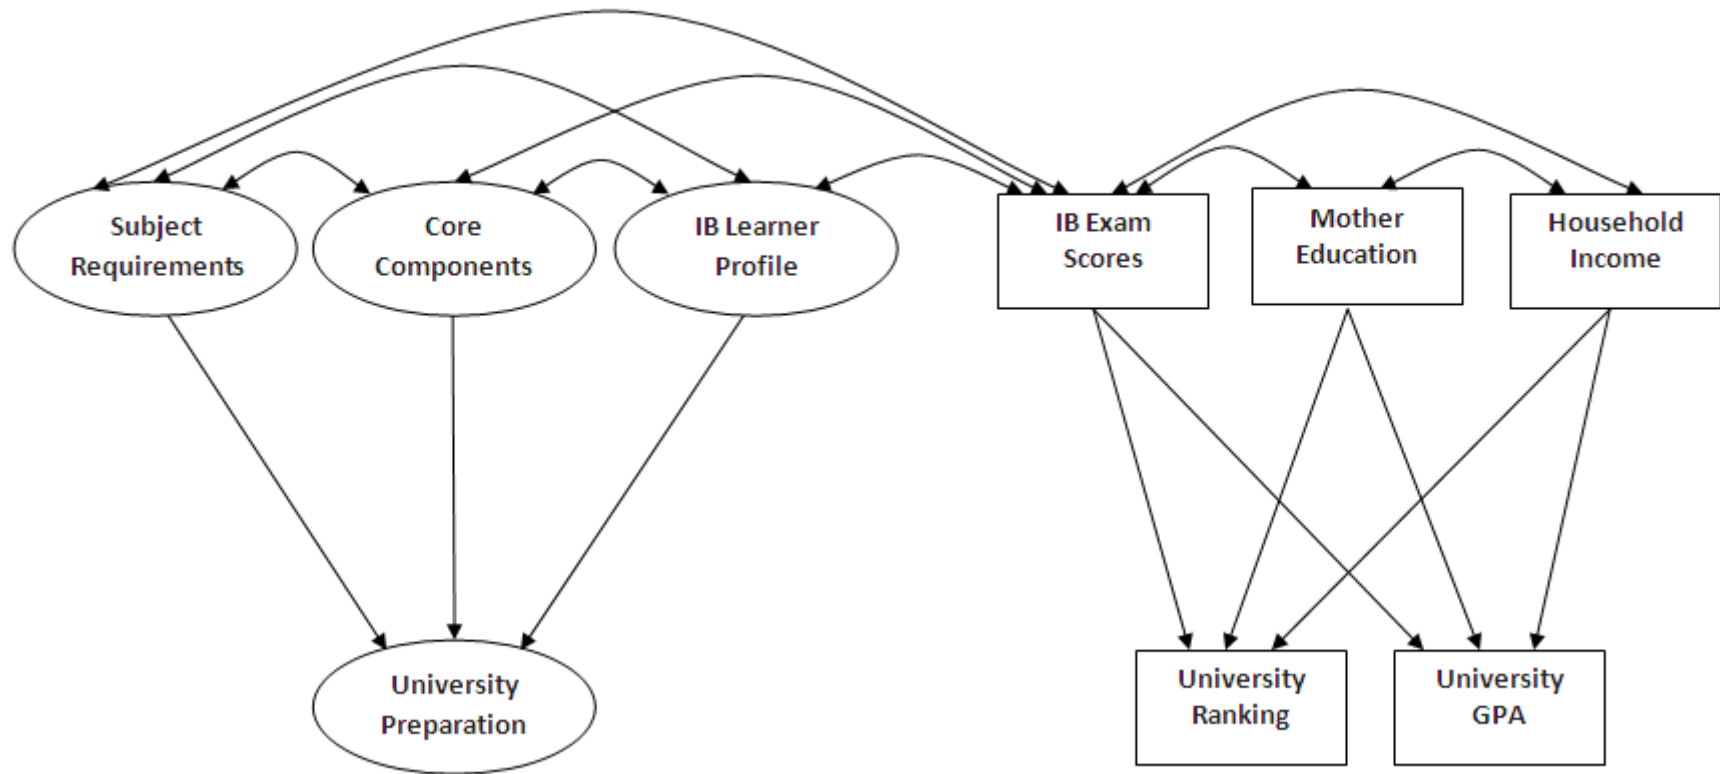 Subject
Requirements
Core
Components
IB Learner
Profile
IB Exam
Scores
Mother
Education
Household
Income
University
Preparation
University
Ranking
University
GPA